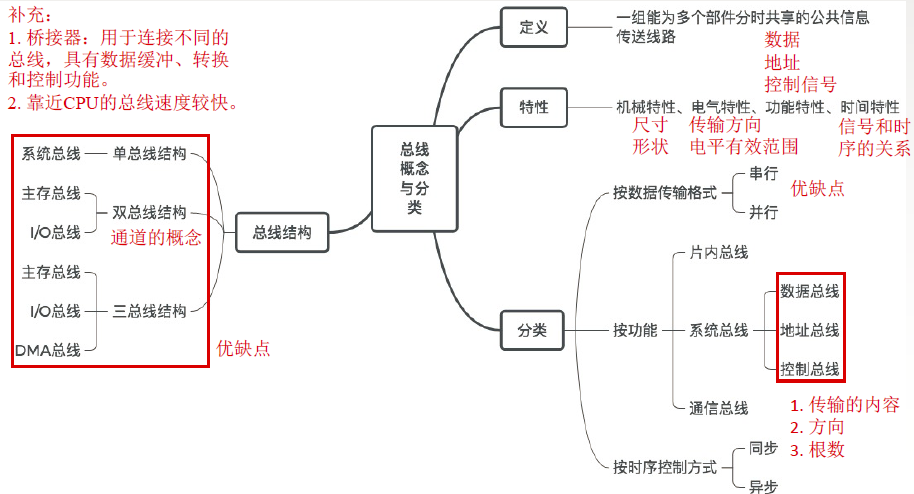 补充：
1. 桥接器：用于连接不同的
总线，具有数据缓冲、转换
和控制功能。
2. 靠近CPU的总线速度较快。
系统总线
单总线结构
主存总线
双总线结构
I/O总线
通道的概念
主存总线
I/O总线
三总线结构
DMA总线
优缺点
总线结构
总线
概念
与分
类
定义
一组能为多个部件分时共享的公共信息
传送线路
数据
地址
控制信号
特性
机械特性、电气特性、功能特性、时间特性
尺寸
形状
传输方向
电平有效范围
信号和时
序的关系
分类
按数据传输格式
串行
并行
优缺点
按功能
片内总线
系统总线
数据总线
地址总线
控制总线
通信总线
1. 传输的内容
2. 方向
3. 根数
按时序控制方式
同步
异步